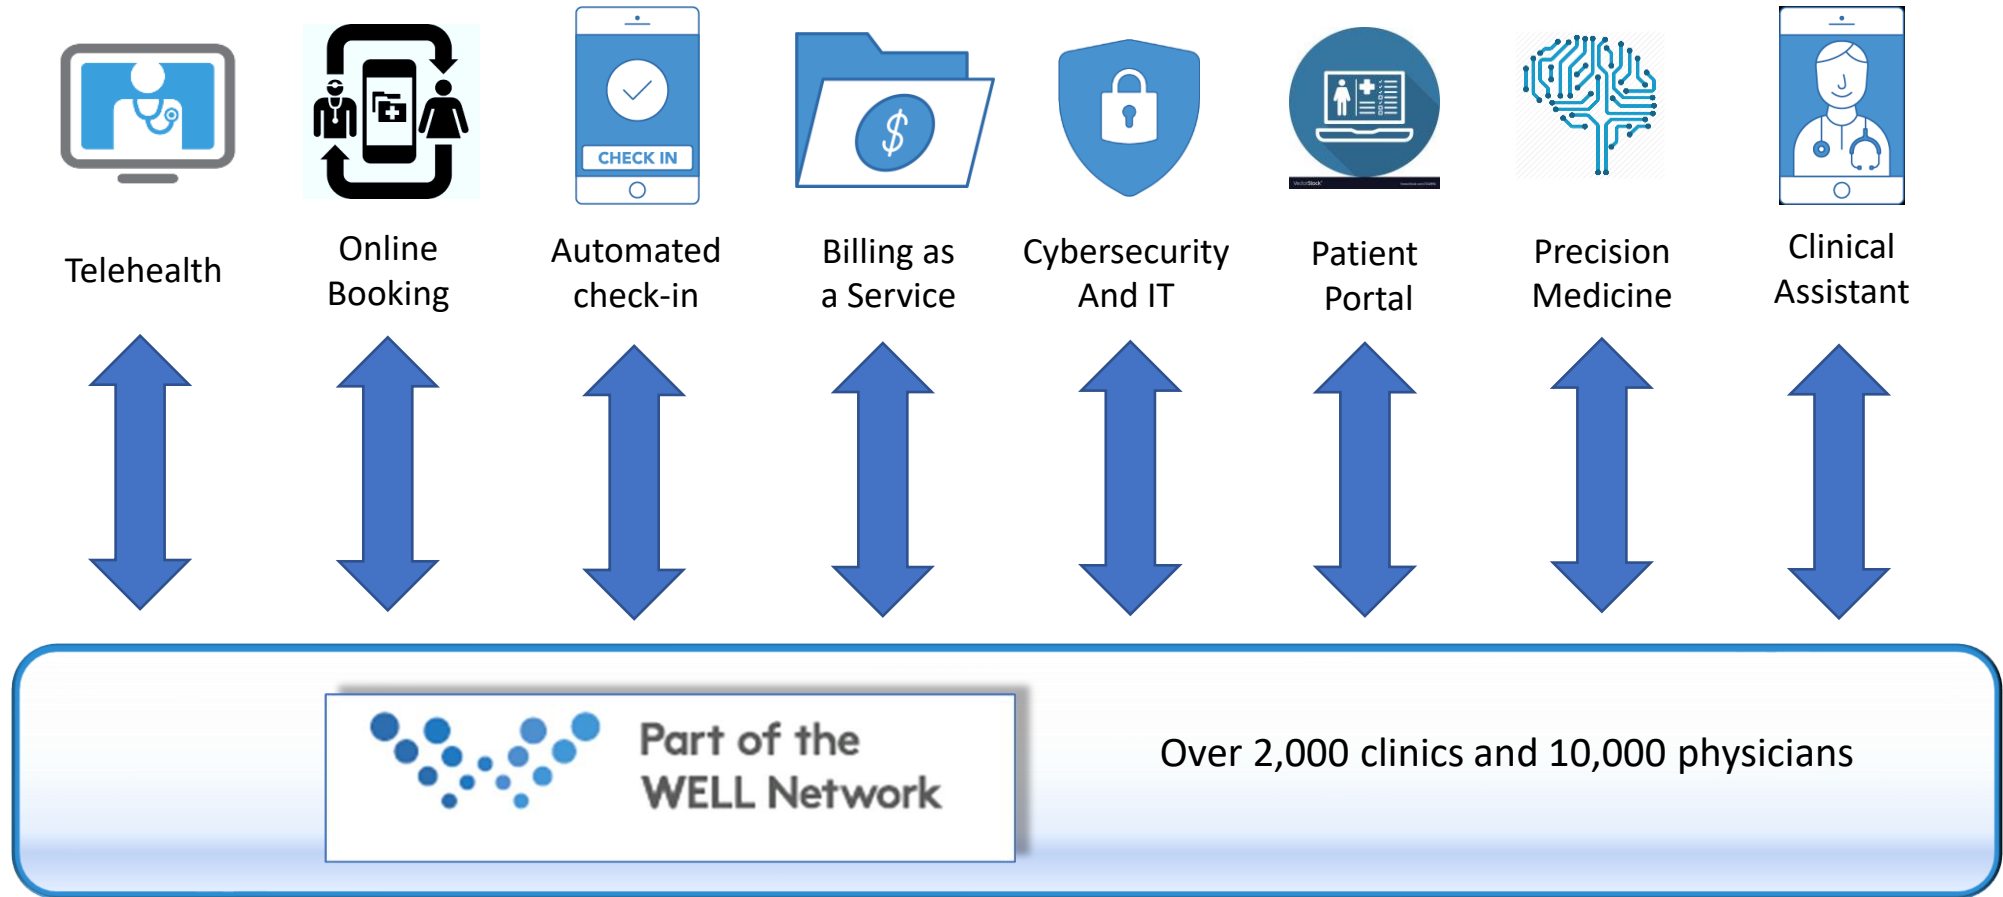 CHECK IN
$
VectorStock
Telehealth
Online
Booking
Automated
check-in
Billing as
a Service
Cybersecurity
And IT
Patient
Portal
Precision
Medicine
Clinical
Assistant
Part of the
WELL Network
Over 2,000 clinics and 10,000 physicians